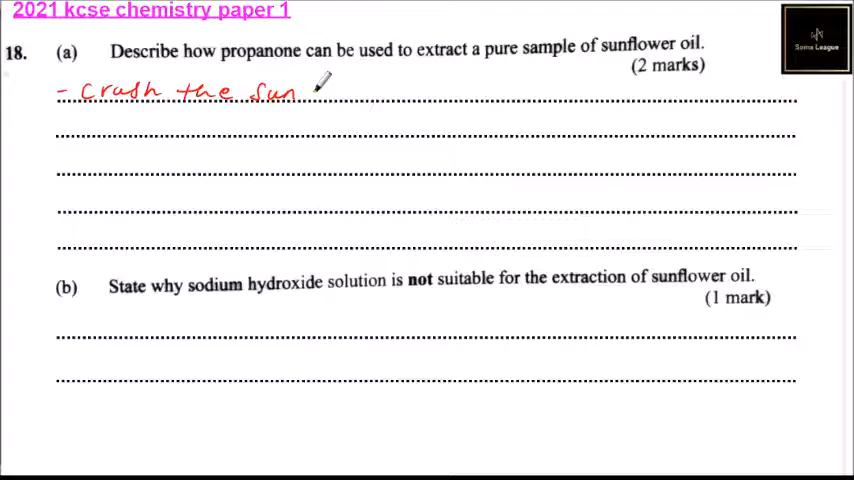 2021 kcse chemistry paper 1
Soma League
18. (a) Describe how propanone can be used to extract a pure sample of sunflower oil.
(2 marks)
- Crush the Sun
(b) State why sodium hydroxide solution is not suitable for the extraction of sunflower oil.
(1 mark)